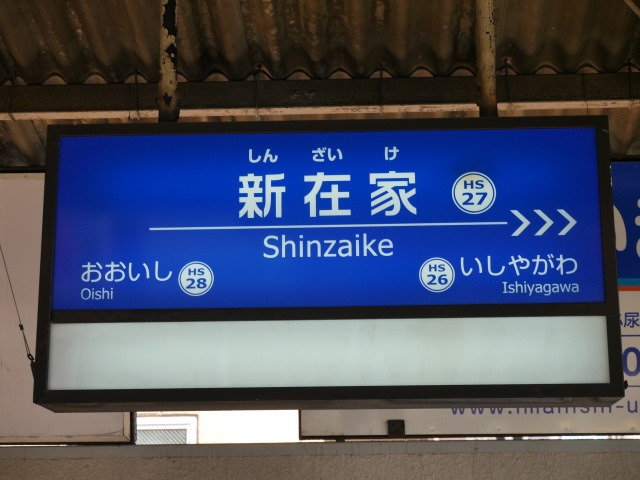 しん ざい け
新在家
HS
27
Shinzaike
おおいし
Oishi
HS
28
HS
26
いしやがわ
Ishiyagawa
尿